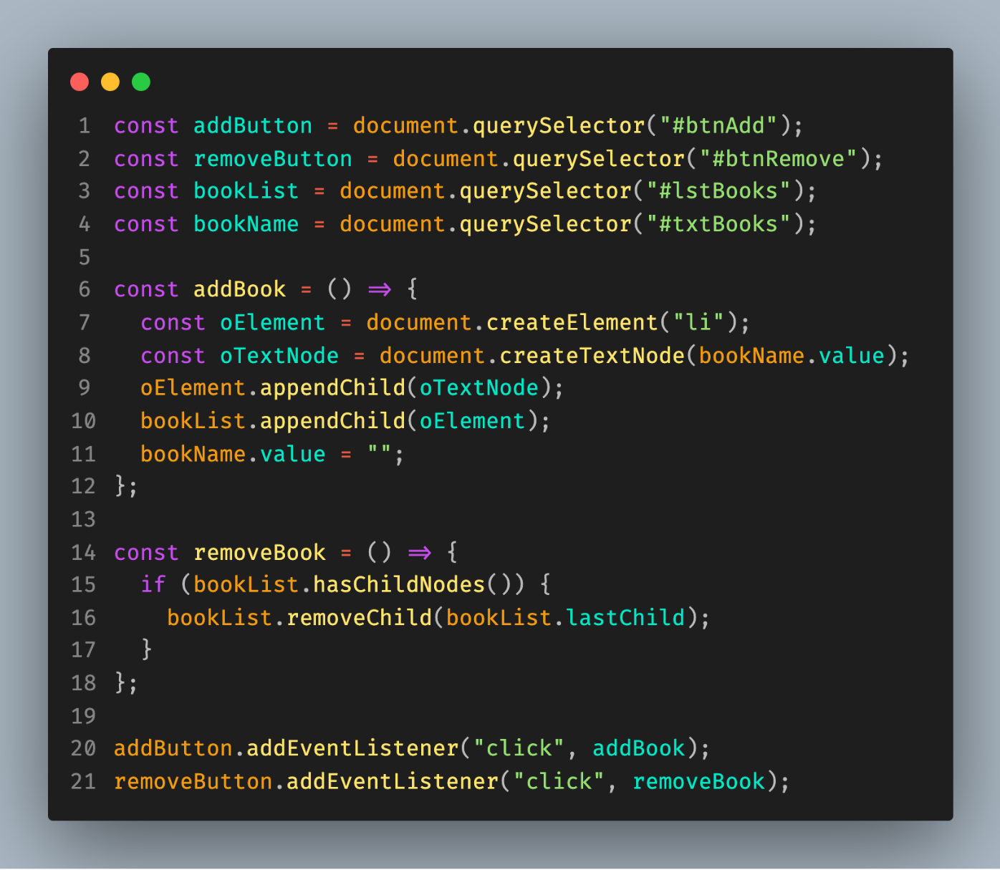 1 const addButton = document.querySelector("#btnAdd");
2 const removeButton = document.querySelector("#btnRemove");
3 const bookList = document.querySelector("#lstBooks");
4 const bookName = document.querySelector("#txtBooks");
5
6 const addBook = () => {
7   const oElement = document.createElement("li");
8   const oTextNode = document.createTextNode(bookName.value);
9   oElement.appendChild(oTextNode);
10   bookList.appendChild(oElement);
11   bookName.value = "";
12 };
13
14 const removeBook = () => {
15   if (bookList.hasChildNodes()) {
16     bookList.removeChild(bookList.lastChild);
17   }
18 };
19
20 addButton.addEventListener("click", addBook);
21 removeButton.addEventListener("click", removeBook);